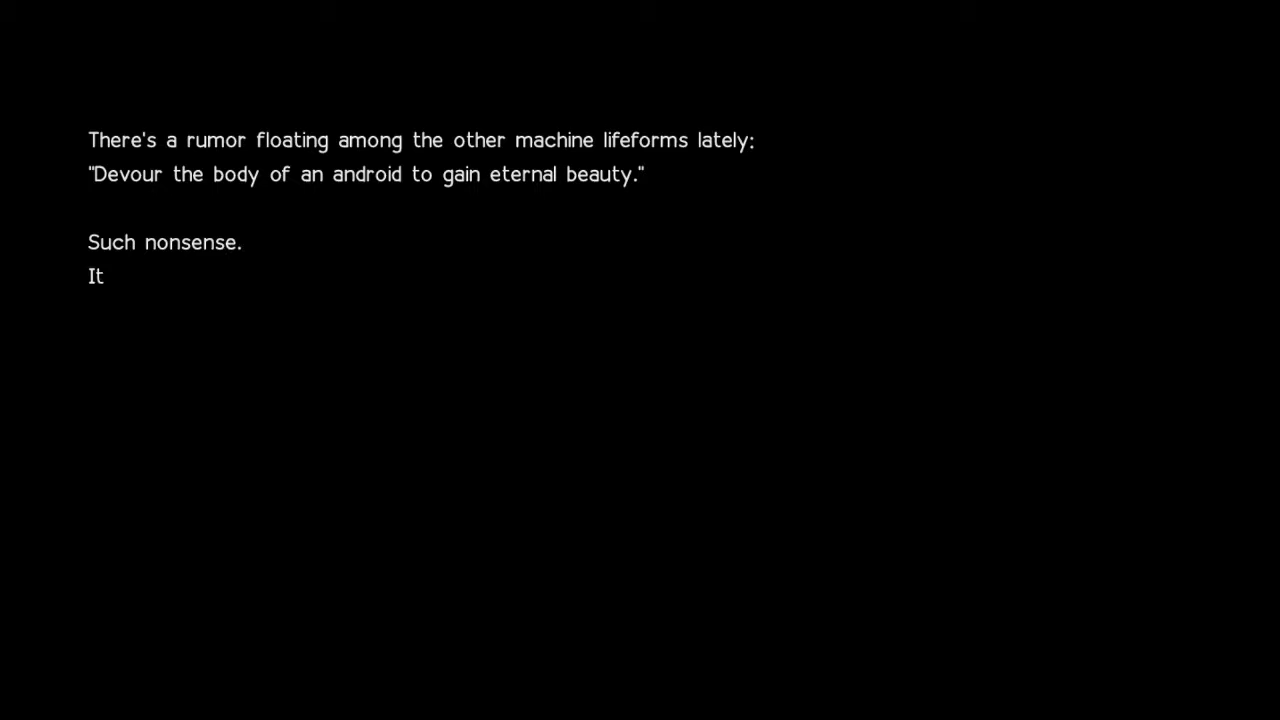 There's a rumor floating among the other machine lifeforms lately:
"Devour the body of an android to gain eternal beauty."
Such nonsense.
It